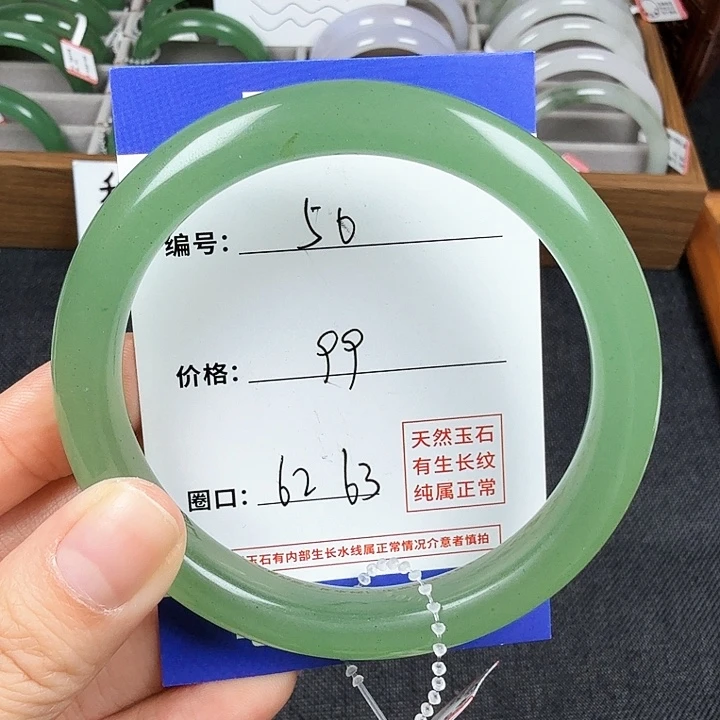 编号: 56
价格: 99
圈口: 62 63
天然玉石
有生长纹
纯属正常
玉石有内部生长水线属正常情况介意者慎拍